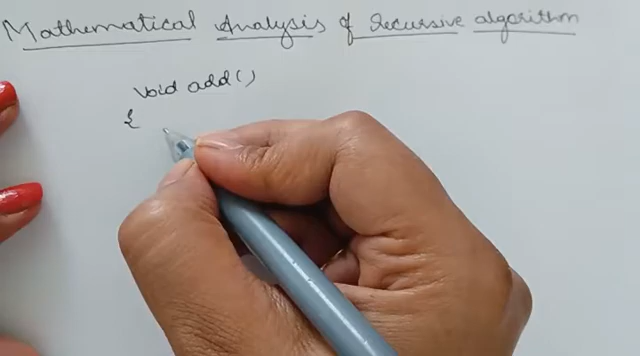 Mathematical Analysis of Recursive algorithm
Void add()
{